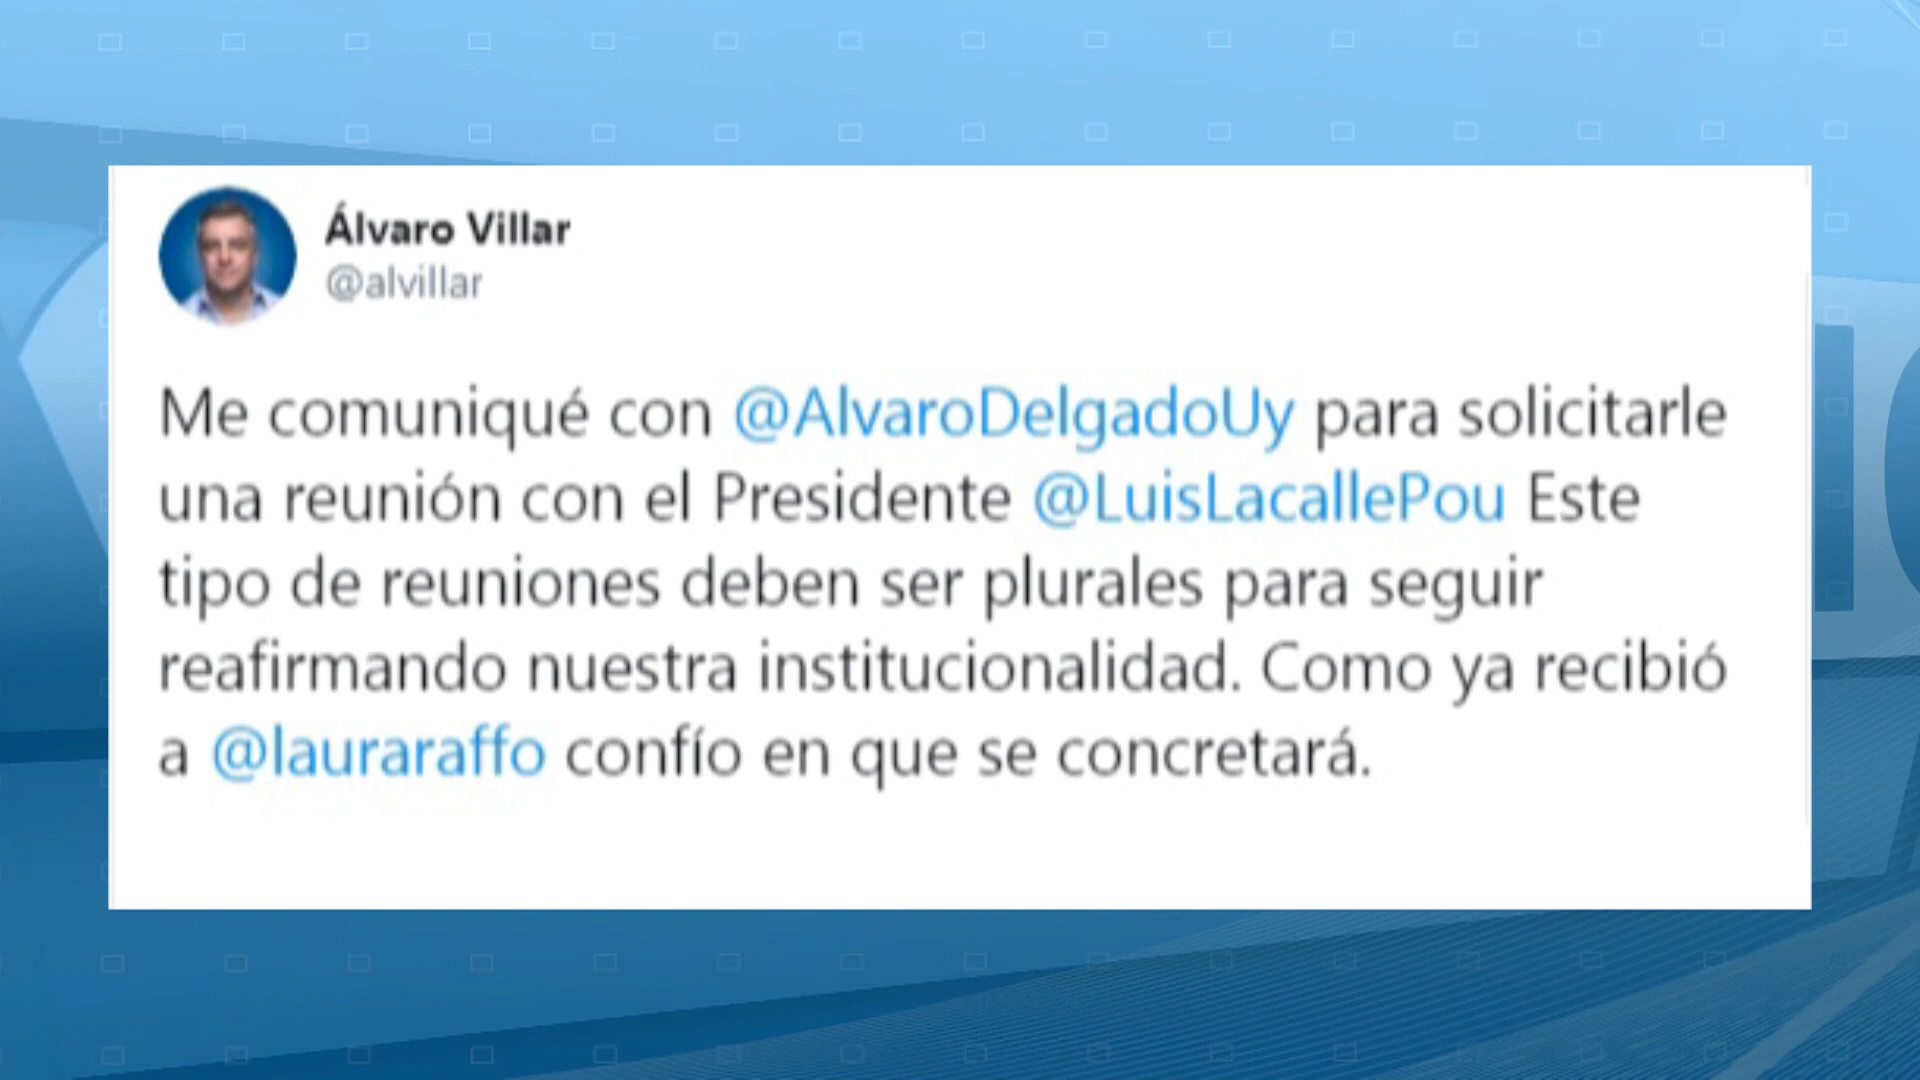 Álvaro Villar
@alvillar
Me comuniqué con @AlvaroDelgadoUy para solicitarle
una reunión con el Presidente @LuisLacallePou Este
tipo de reuniones deben ser plurales para seguir
reafirmando nuestra institucionalidad. Como ya recibió
a @lauraraffo confío en que se concretará.